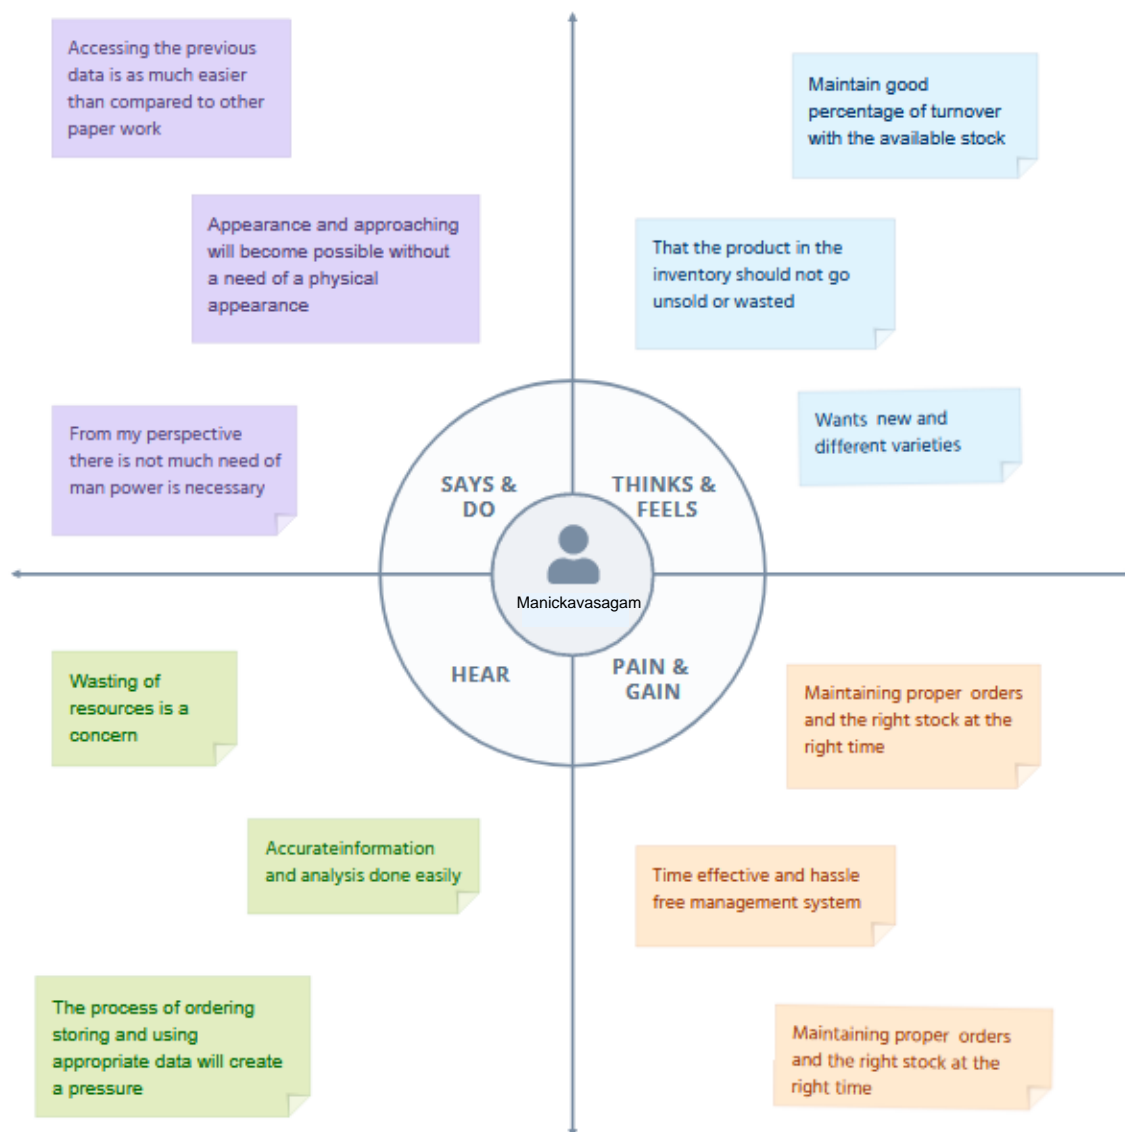 Accessing the previous
data is as much easier
than compared to other
paper work
Appearance and approaching
will become possible without
a need of a physical
appearance
From my perspective
there is not much need of
man power is necessary
Maintain good
percentage of turnover
with the available stock
That the product in the
inventory should not go
unsold or wasted
Wants new and
different varieties
SAYS &
DO
THINKS &
FEELS
Manickavasagam
HEAR
PAIN &
GAIN
Wasting of
resources is a
concern
Accurateinformation
and analysis done easily
The process of ordering
storing and using
appropriate data will create
a pressure
Maintaining proper orders
and the right stock at the
right time
Time effective and hassle
free management system
Maintaining proper orders
and the right stock at the
right time